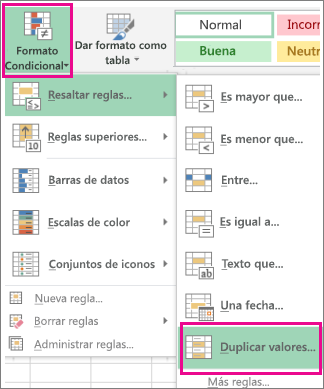 Formato
Condicional
Dar formato como
tabla
Normal
Incorr
Buena
Neutr
Resaltar reglas...
Reglas superiores...
10
Barras de datos
Escalas de color
Conjuntos de iconos
Nueva regla...
Borrar reglas
Administrar reglas...
Es mayor que...
Es menor que...
Entre...
Es igual a...
Texto que...
ab
Una fecha...
Duplicar valores...
Más reglas...